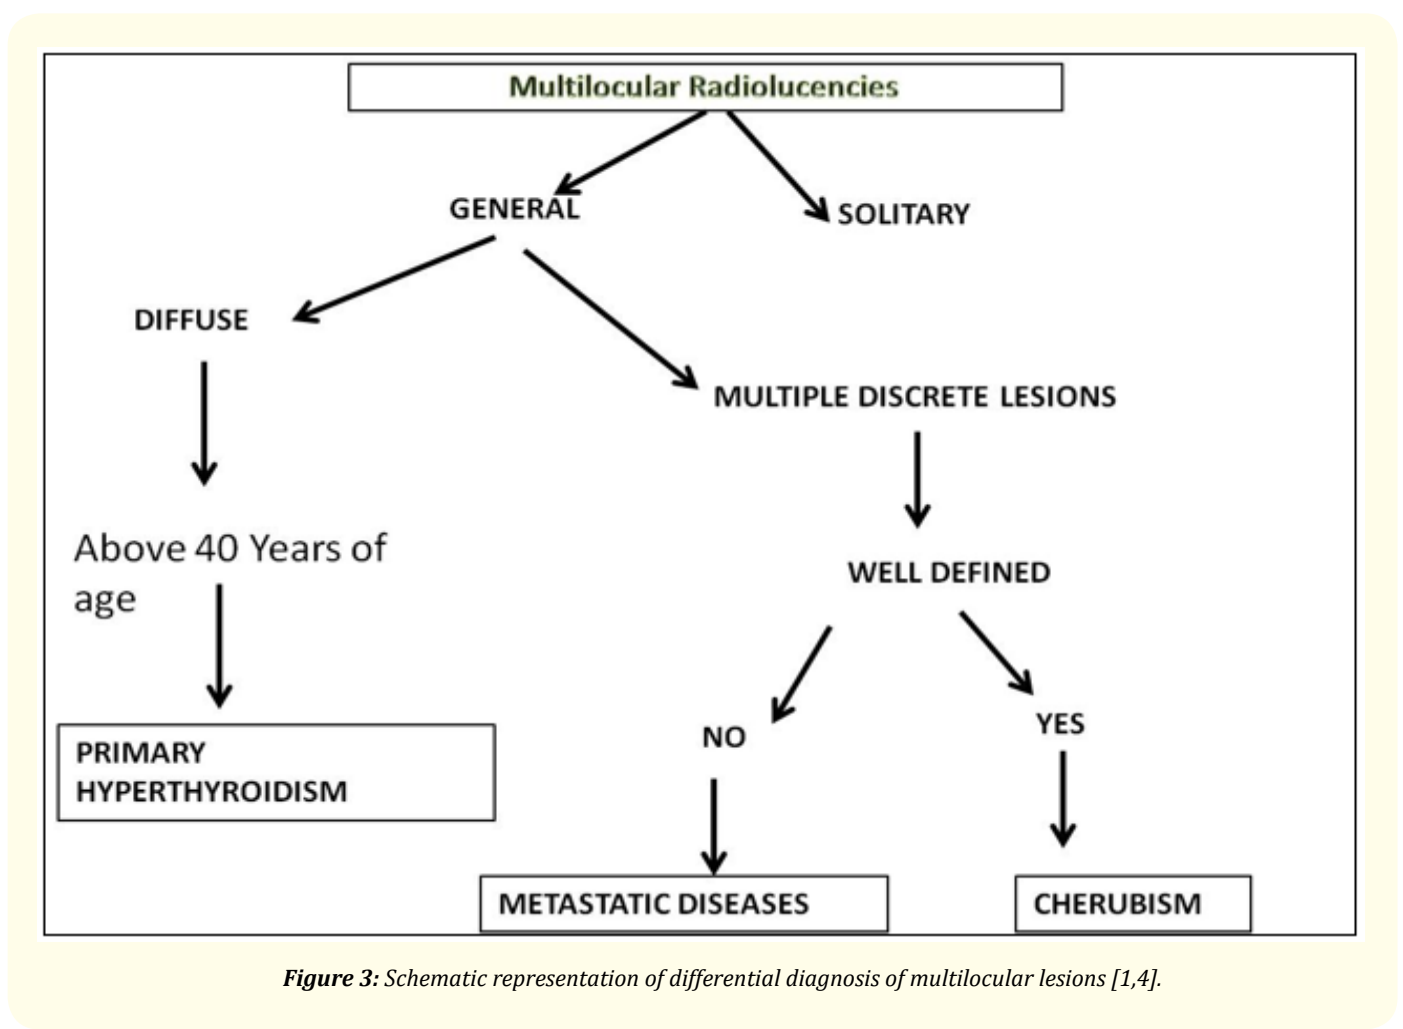 Multilocular Radiolucencies
GENERAL
SOLITARY
DIFFUSE
MULTIPLE DISCRETE LESIONS
Above 40 Years of
age
WELL DEFINED
NO
YES
PRIMARY
HYPERTHYROIDISM
METASTATIC DISEASES
CHERUBISM
Figure 3: Schematic representation of differential diagnosis of multilocular lesions [1,4].